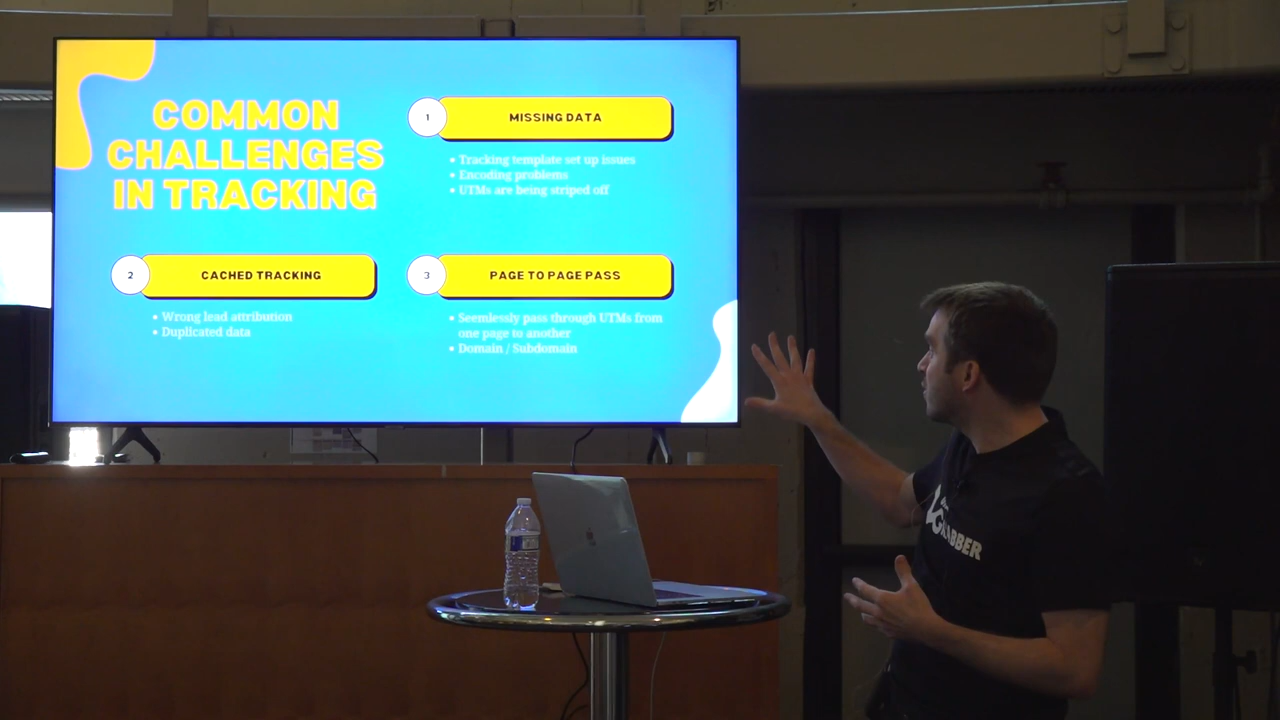 COMMON
CHALLENGES
IN TRACKING
1
MISSING DATA
• Tracking template set up issues
• Encoding problems
• UTMs are being striped off
2
CACHED TRACKING
• Wrong lead attribution
• Duplicated data
3
PAGE TO PAGE PASS
• Seemlessly pass through UTMs from
one page to another
• Domain / Subdomain